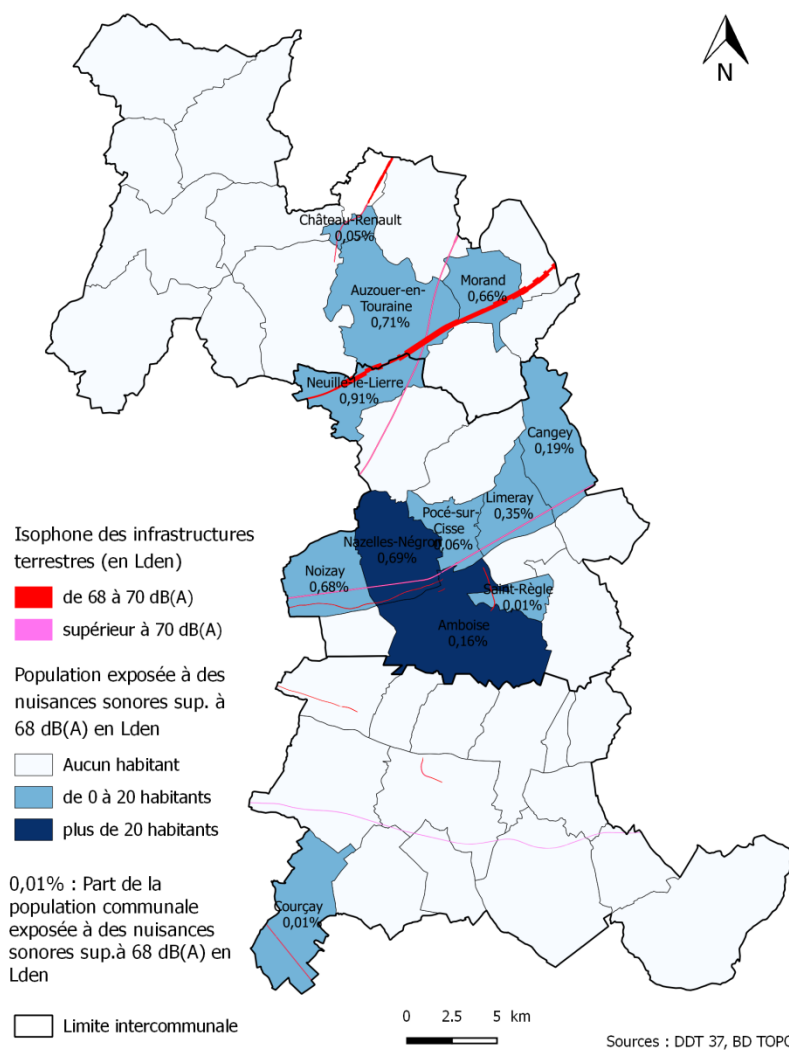 N
Château-Renault
0,05%
Auzouer-en-
Touraine
0,71%
Morand
0,66%
Neuillé-le-Lierre
0,91%
Cangey
0,19%
Limeray
0,35%
Pocé-sur-
Cisse
0,06%
Nazelles-Négron
0,69%
Noizay
0,68%
Saint-Règle
0,01%
Amboise
0,16%
Courçay
0,01%
Isophone des infrastructures
terrestres (en Lden)
de 68 à 70 dB(A)
supérieur à 70 dB(A)
Population exposée à des
nuisances sonores sup. à
68 dB(A) en Lden
Aucun habitant
de 0 à 20 habitants
plus de 20 habitants
0,01% : Part de la
population communale
exposée à des nuisances
sonores sup.à 68 dB(A) en
Lden
Limite intercommunale
0 2.5 5 km
Sources : DDT 37, BD TOPO